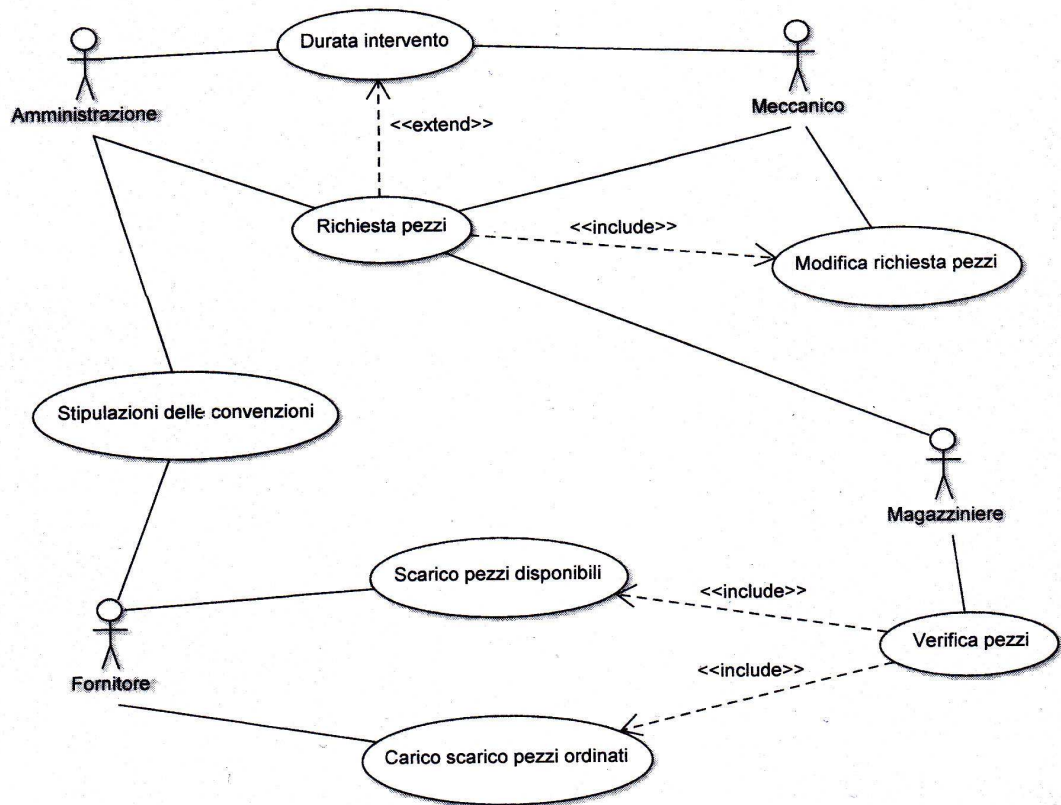 Durata intervento
Amministrazione
Meccanico
<<extend>>
Richiesta pezzi
<<include>>
Modifica richiesta pezzi
Stipulazioni delle convenzioni
Magazziniere
Scarico pezzi disponibili
<<include>>
Verifica pezzi
<<include>>
Fornitore
Carico scarico pezzi ordinati